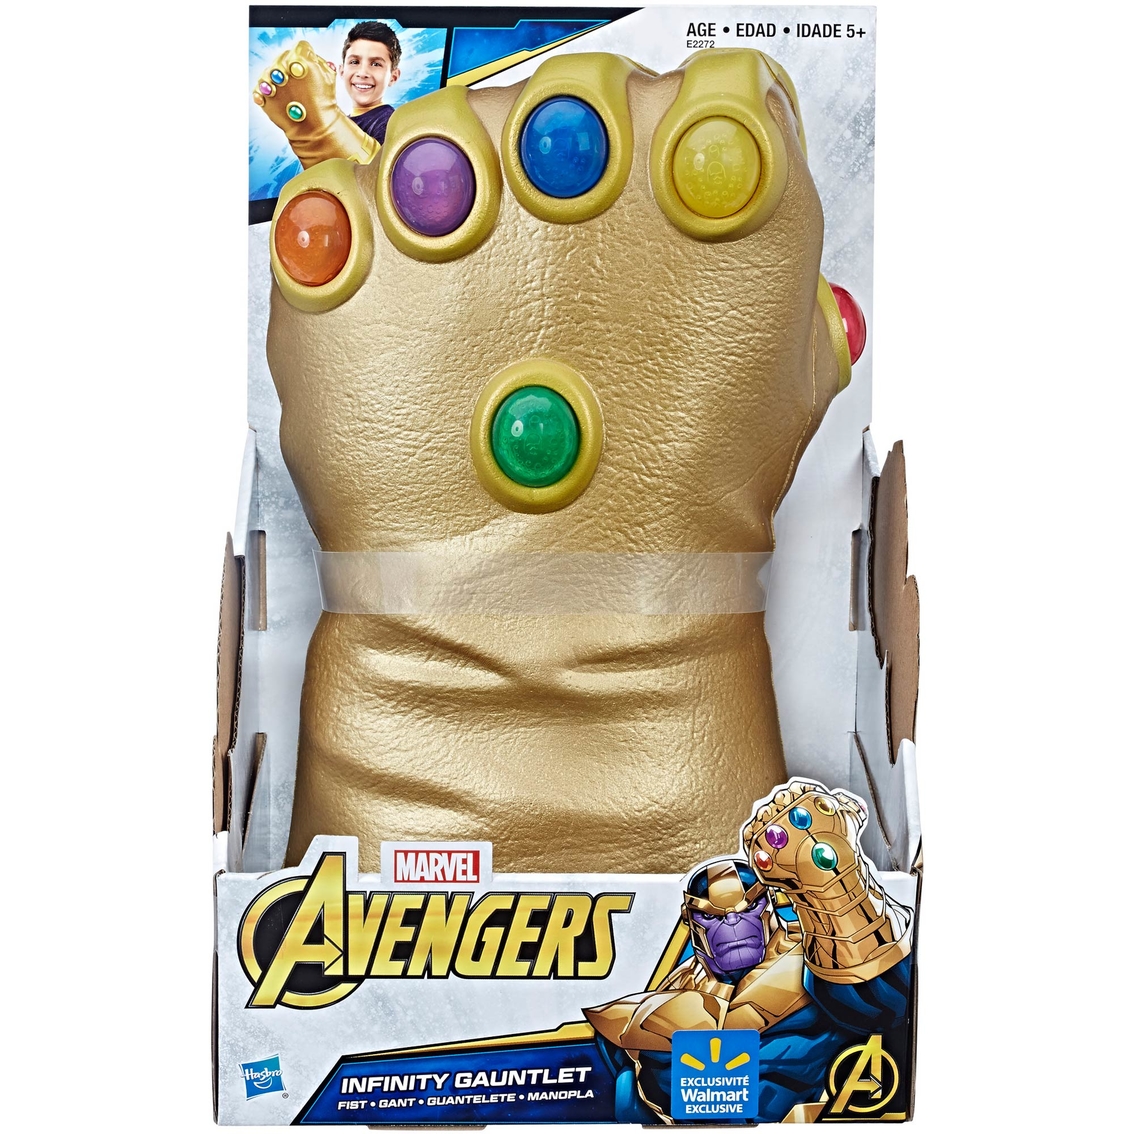 AGE • EDAD • IDADE 5+
E2272
MARVEL
AVENGERS
INFINITY GAUNTLET
FIST • GANT • GUANTELETE • MANOPLA
Hasbro
®
EXCLUSIVITÉ
Walmart
EXCLUSIVE
A